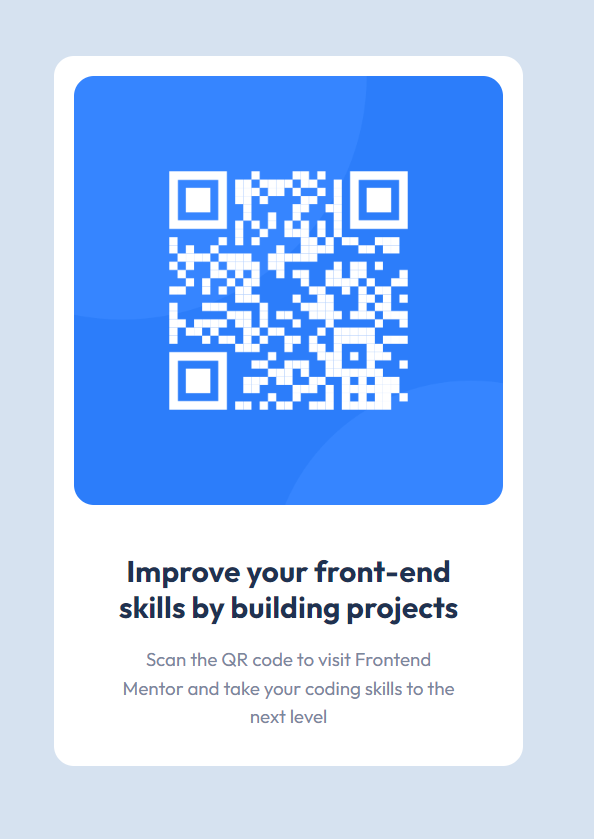 Improve your front-end
skills by building projects
Scan the QR code to visit Frontend
Mentor and take your coding skills to the
next level